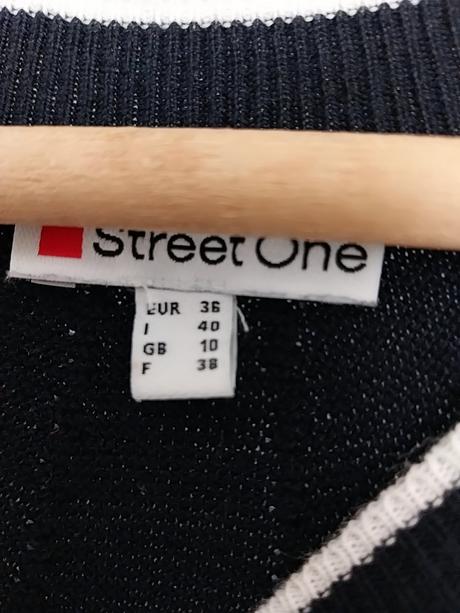 Street One
EUR 36
I 40
GB 10
F 38